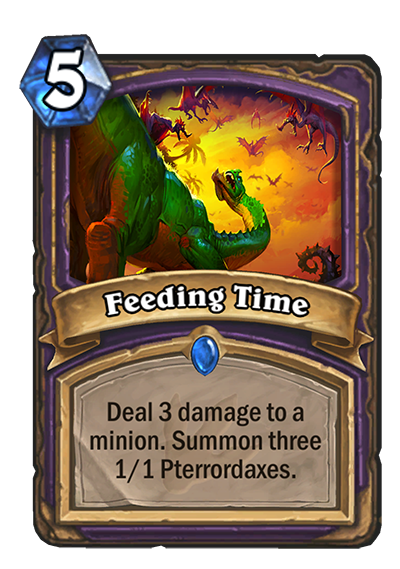 5
Feeding Time
Deal 3 damage to a
minion. Summon three
1/1 Pterrordaxes.